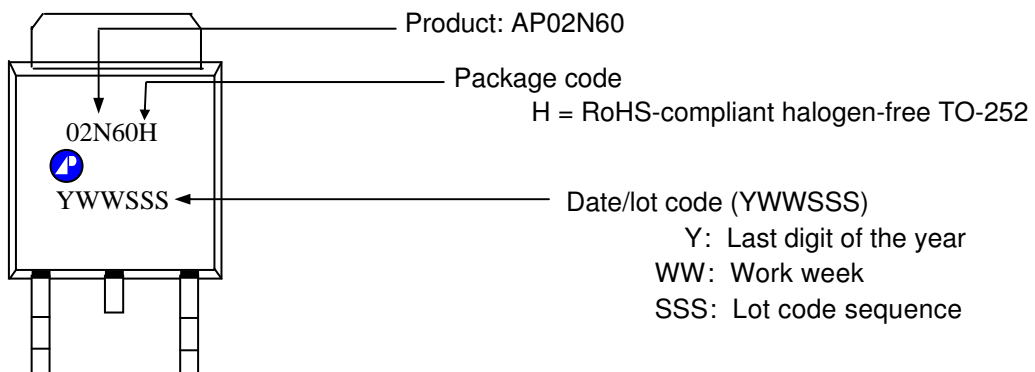 Product: AP02N60
Package code
H = RoHS-compliant halogen-free TO-252
02N60H
AP
YWWSSS
Date/lot code (YWWSSS)
Y: Last digit of the year
WW: Work week
SSS: Lot code sequence